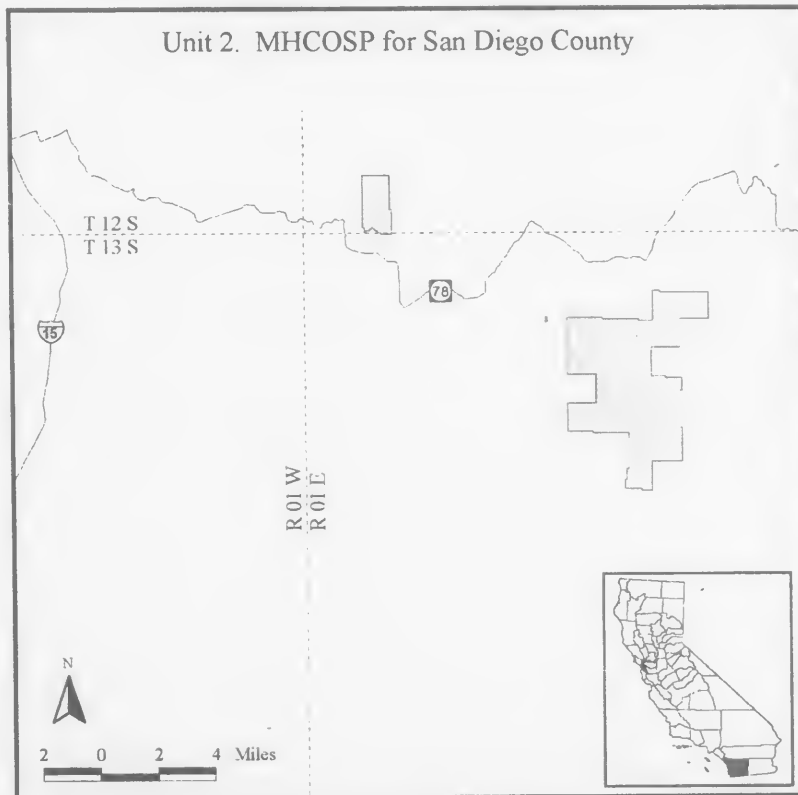 Unit 2. MHCOSP for San Diego County
T 12 S
T 13 S
78
15
R 01 W
R 01 E
N
2 0 2 4 Miles